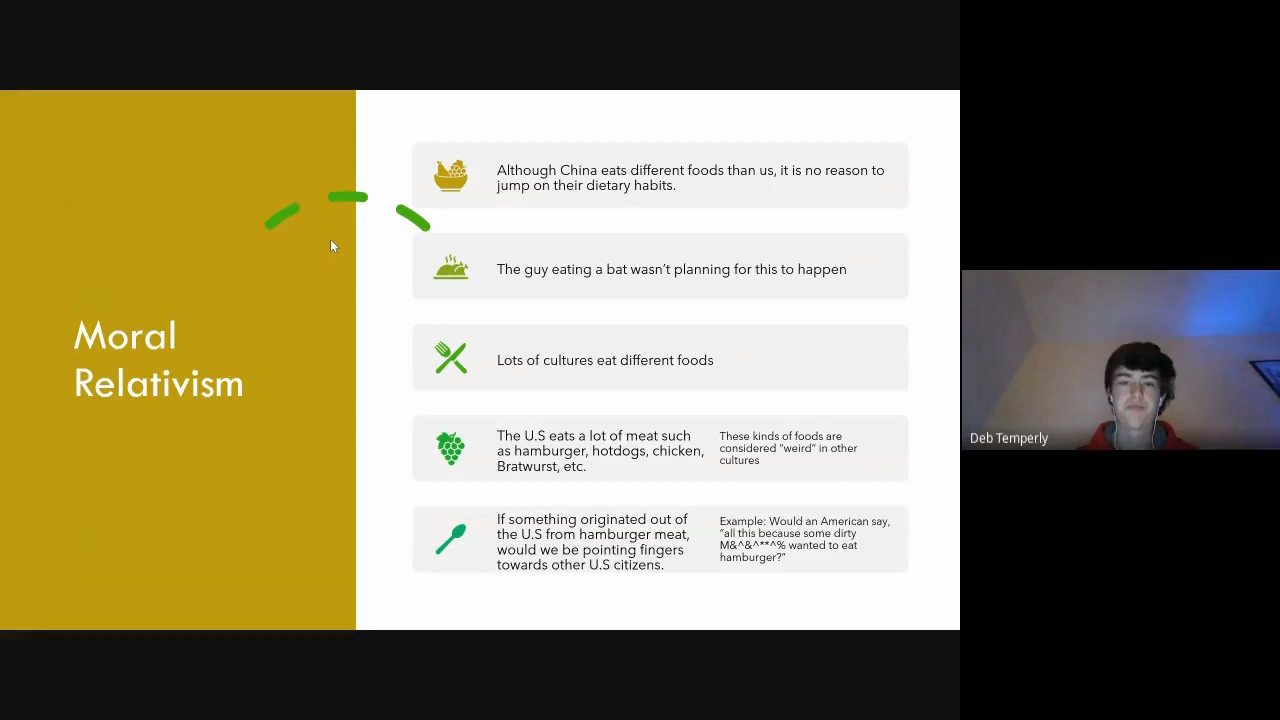 Moral
Relativism
Although China eats different foods than us, it is no reason to
jump on their dietary habits.
The guy eating a bat wasn’t planning for this to happen
Lots of cultures eat different foods
The U.S eats a lot of meat such
as hamburger, hotdogs, chicken,
Bratwurst, etc.
These kinds of foods are
considered “weird” in other
cultures
If something originated out of
the U.S from hamburger meat,
would we be pointing fingers
towards other U.S citizens.
Example: Would an American say,
“all this because some dirty
M&^&^**^% wanted to eat
hamburger?”
Deb Temperly